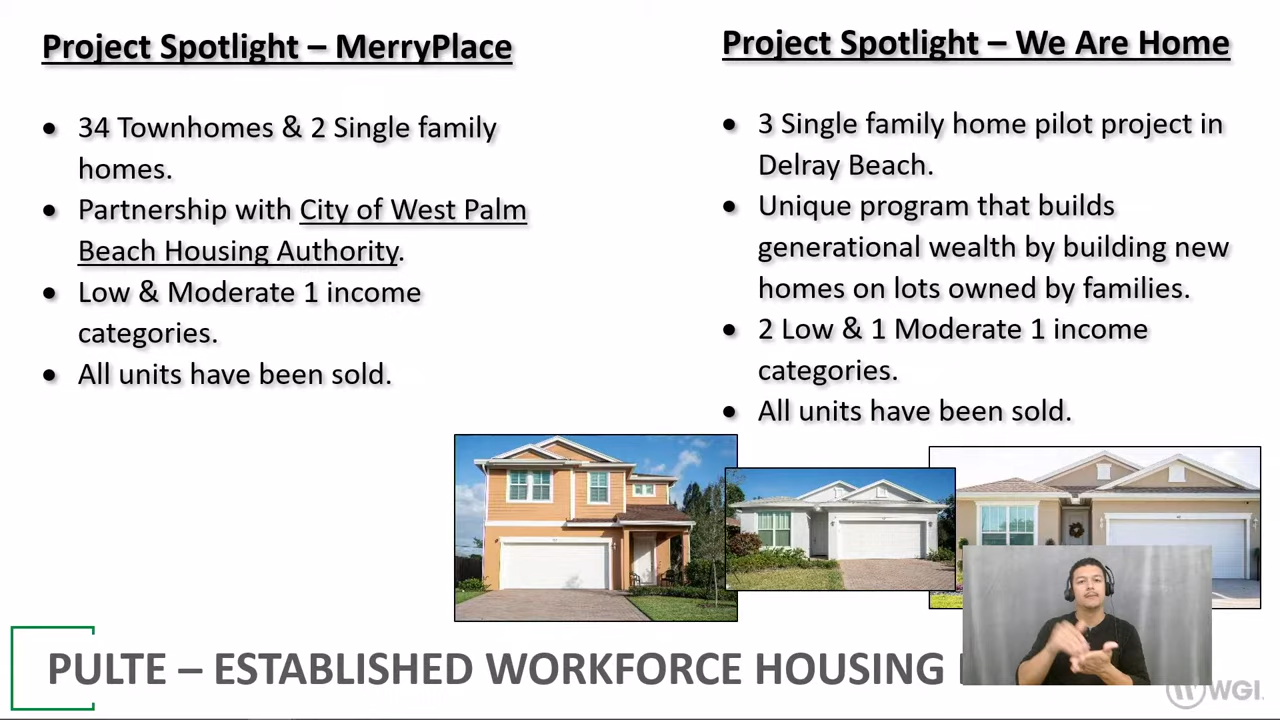 Project Spotlight – MerryPlace
• 34 Townhomes & 2 Single family
homes.
• Partnership with City of West Palm
Beach Housing Authority.
• Low & Moderate 1 income
categories.
• All units have been sold.
Project Spotlight – We Are Home
• 3 Single family home pilot project in
Delray Beach.
• Unique program that builds
generational wealth by building new
homes on lots owned by families.
• 2 Low & 1 Moderate 1 income
categories.
• All units have been sold.
PULTE – ESTABLISHED WORKFORCE HOUSING
WGI.